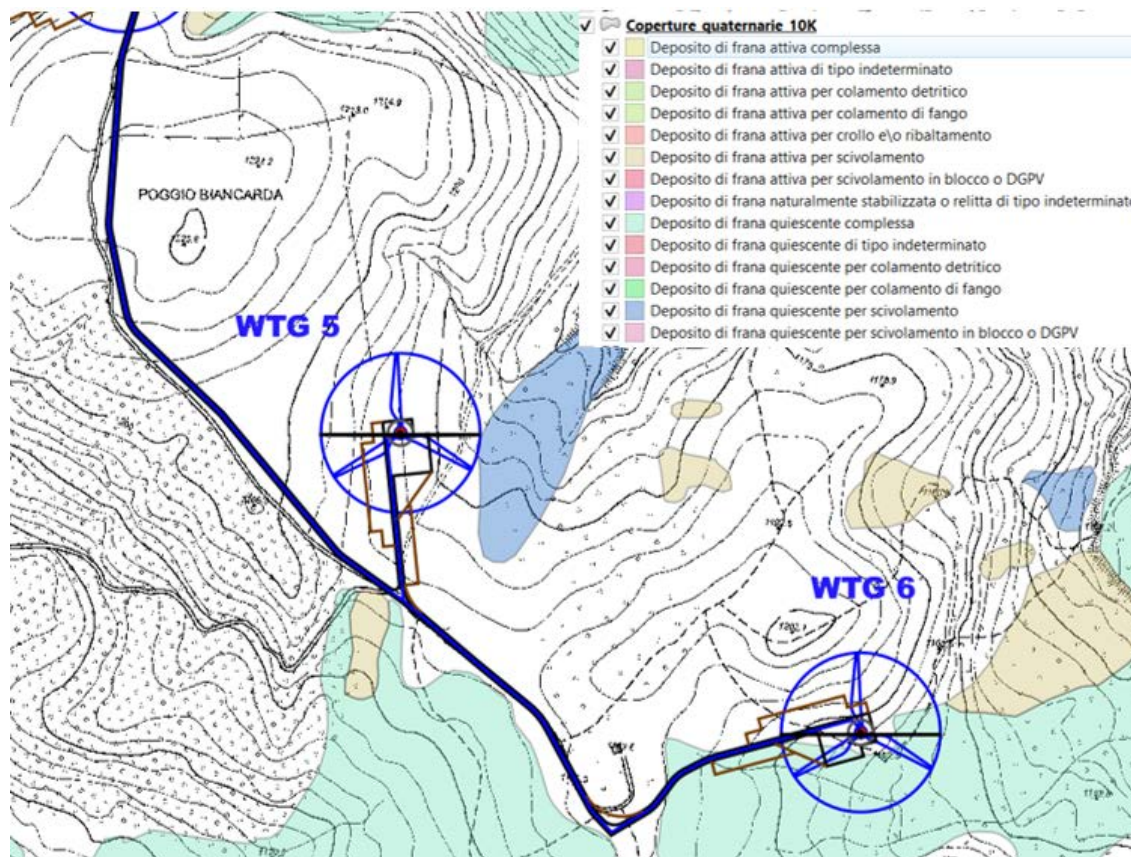 Coperture quaternarie 10K
Deposito di frana attiva complessa
Deposito di frana attiva di tipo indeterminato
Deposito di frana attiva per colamento detritico
Deposito di frana attiva per colamento di fango
Deposito di frana attiva per crollo e\o ribaltamento
Deposito di frana attiva per scivolamento
Deposito di frana attiva per scivolamento in blocco o DGPV
Deposito di frana naturalmente stabilizzata o relitta di tipo indeterminato
Deposito di frana quiescente complessa
Deposito di frana quiescente di tipo indeterminato
Deposito di frana quiescente per colamento detritico
Deposito di frana quiescente per colamento di fango
Deposito di frana quiescente per scivolamento
Deposito di frana quiescente per scivolamento in blocco o DGPV
POGGIO BIANCARDA
WTG 5
WTG 6